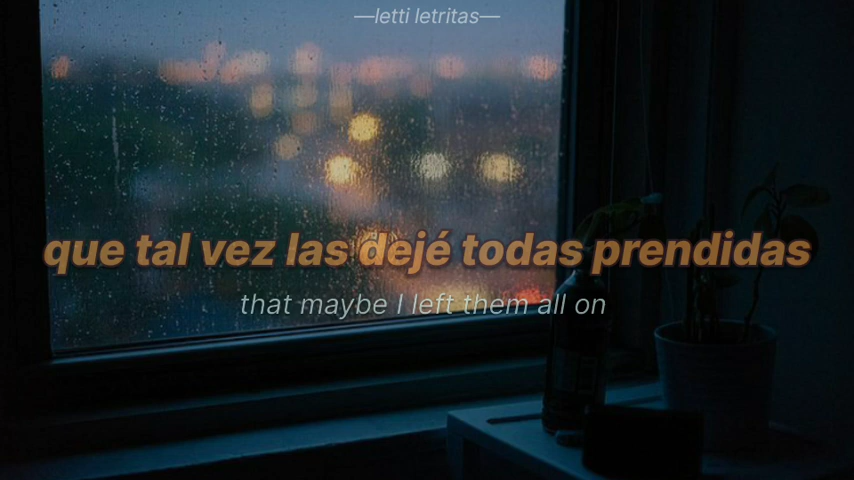 —letti letritas—
que tal vez las dejé todas prendidas
that maybe I left them all on